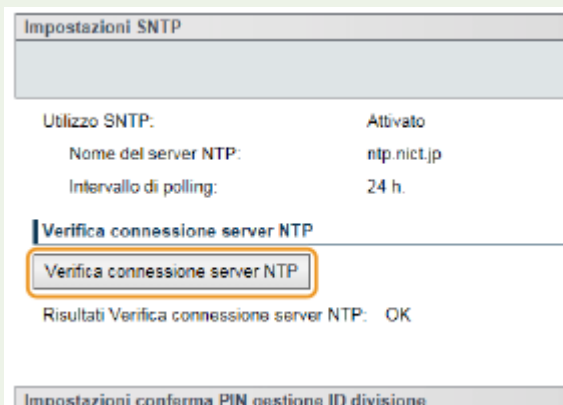 Impostazioni SNTP
Utilizzo SNTP: Attivato
Nome del server NTP: ntp.nict.jp
Intervallo di polling: 24 h.
Verifica connessione server NTP
Verifica connessione server NTP
Risultati Verifica connessione server NTP: OK
Impostazioni conferma PIN gestione ID divisione